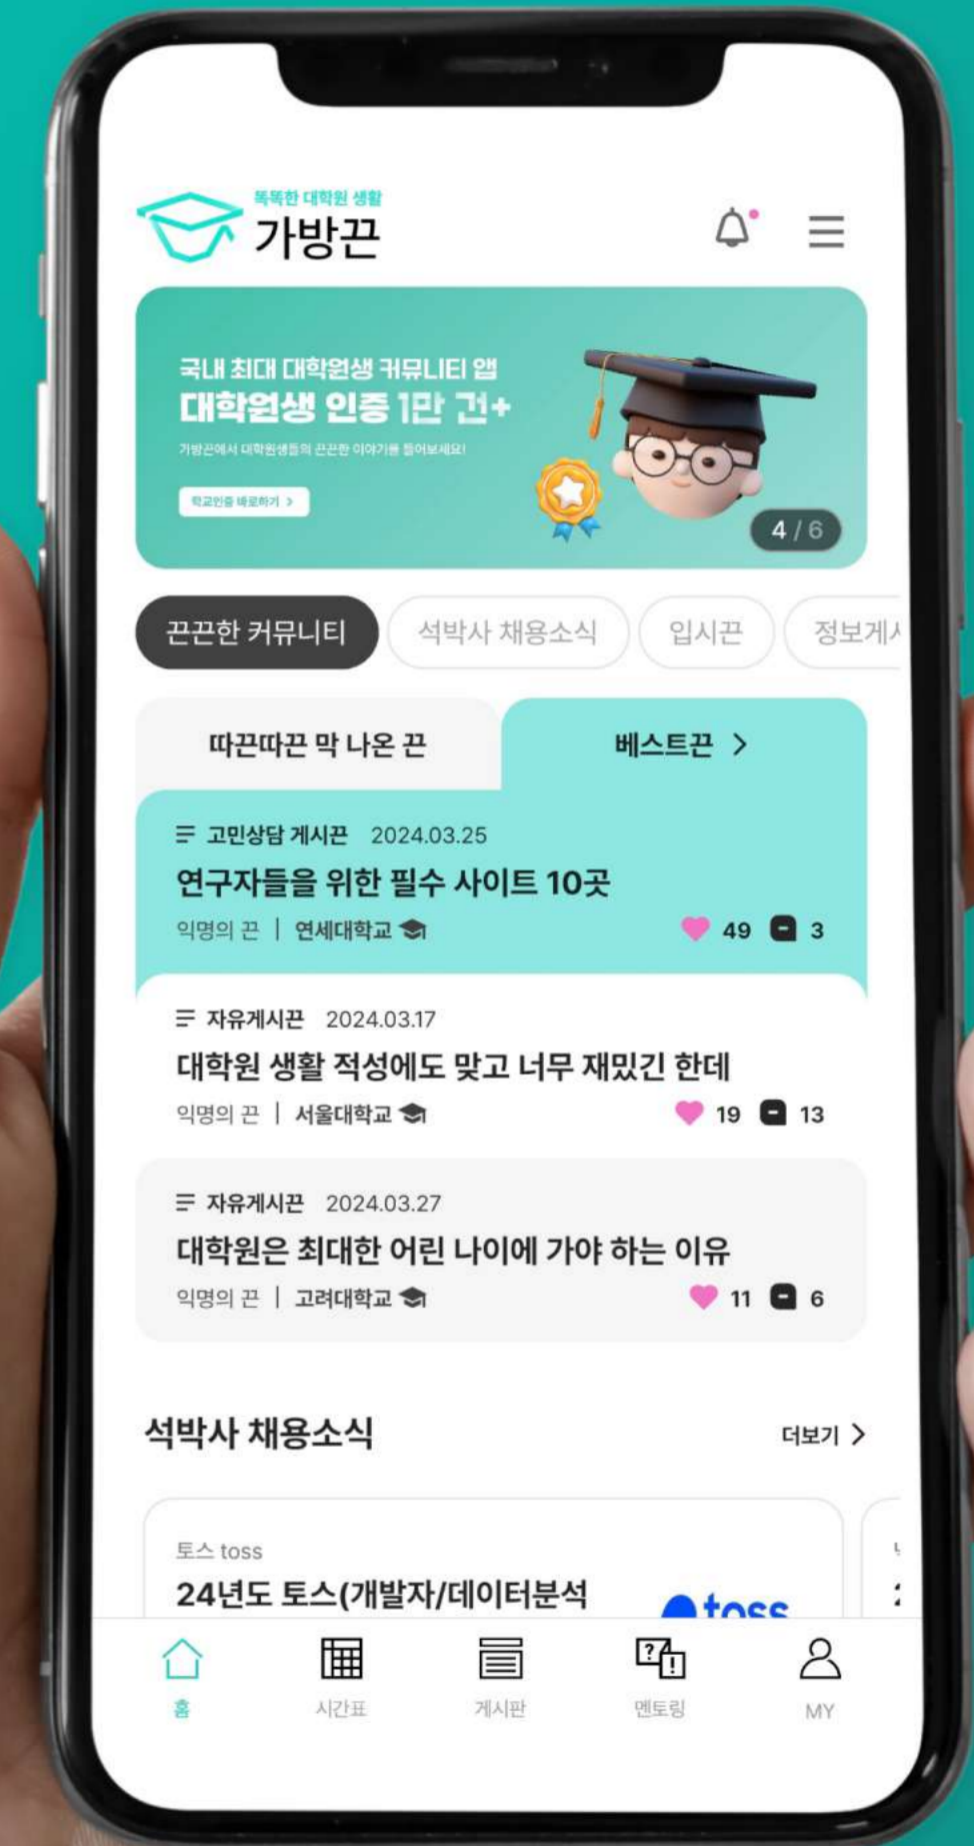 똑똑한 대학원 생활
가방끈
국내 최대 대학원생 커뮤니티 앱
대학원생 인증 1만 건+
가방끈에서 대학원생들의 끈끈한 이야기를 들어보세요!
학교인증 바로하기 >
4 / 6
끈끈한 커뮤니티 석박사 채용소식 입시끈 정보게시
따끈따끈 막 나온 끈 베스트끈 >
고민상담 게시끈 2024.03.25
연구자들을 위한 필수 사이트 10곳
익명의 끈 | 연세대학교 49 3
자유게시끈 2024.03.17
대학원 생활 적성에도 맞고 너무 재밌긴 한데
익명의 끈 | 서울대학교 19 13
자유게시끈 2024.03.27
대학원은 최대한 어린 나이에 가야 하는 이유
익명의 끈 | 고려대학교 11 6
석박사 채용소식 더보기 >
토스 toss
24년도 토스(개발자/데이터분석
toss
홈 시간표 게시판 멘토링 MY